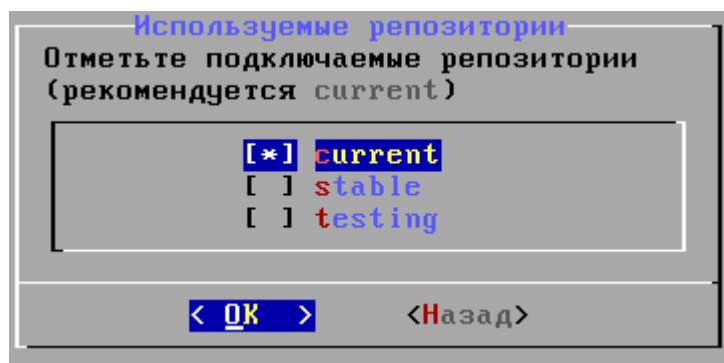 Используемые репозитории
Отметьте подключаемые репозитории
(рекомендуется current)
[*] current
[ ] stable
[ ] testing
< OK > <Назад>